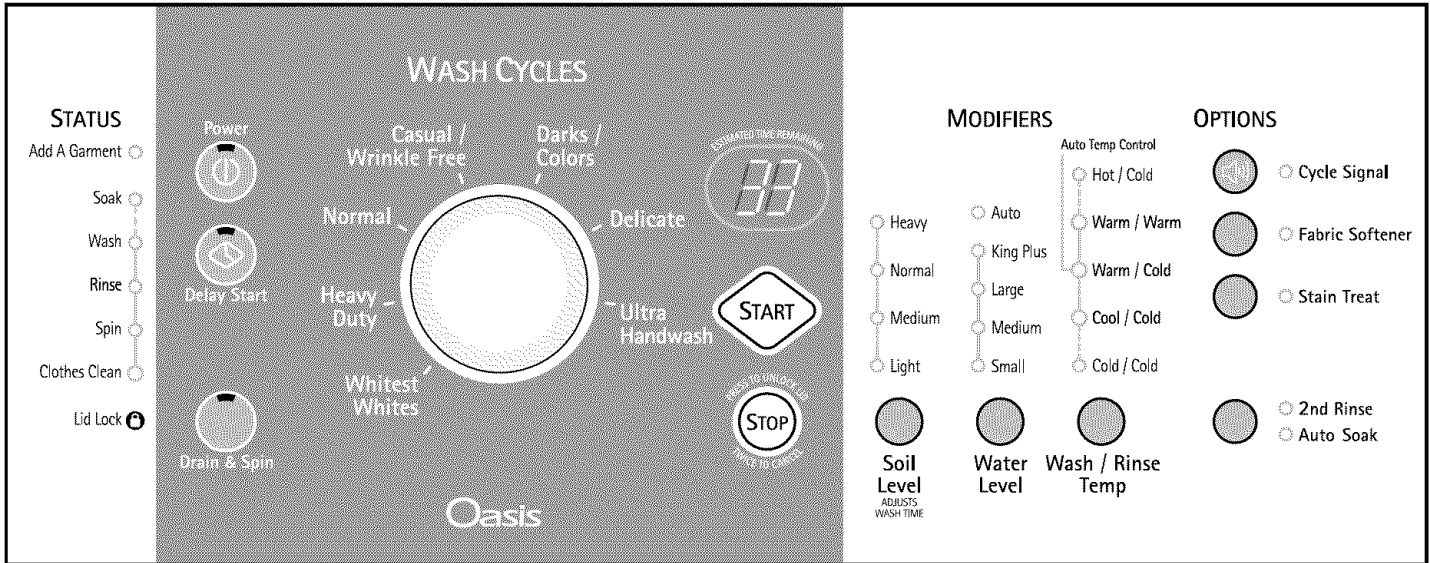 WASH CYCLES
STATUS
Add A Garment
Soak
Wash
Rinse
Spin
Clothes Clean
Lid Lock
Power
Delay Start
Drain & Spin
Casual /
Wrinkle Free
Darks /
Colors
Normal
Delicate
Heavy
Duty
Ultra
Handwash
Whitest
Whites
ESTIMATED TIME REMAINING
33
START
PRESS TO UNLOCK LID
STOP
TWICE TO CANCEL
Oasis
MODIFIERS
Heavy
Normal
Medium
Light
Soil
Level
ADJUSTS
WASH TIME
Auto
King Plus
Large
Medium
Small
Water
Level
Auto Temp Control
Hot / Cold
Warm / Warm
Warm / Cold
Cool / Cold
Cold / Cold
Wash / Rinse
Temp
OPTIONS
Cycle Signal
Fabric Softener
Stain Treat
2nd Rinse
Auto Soak